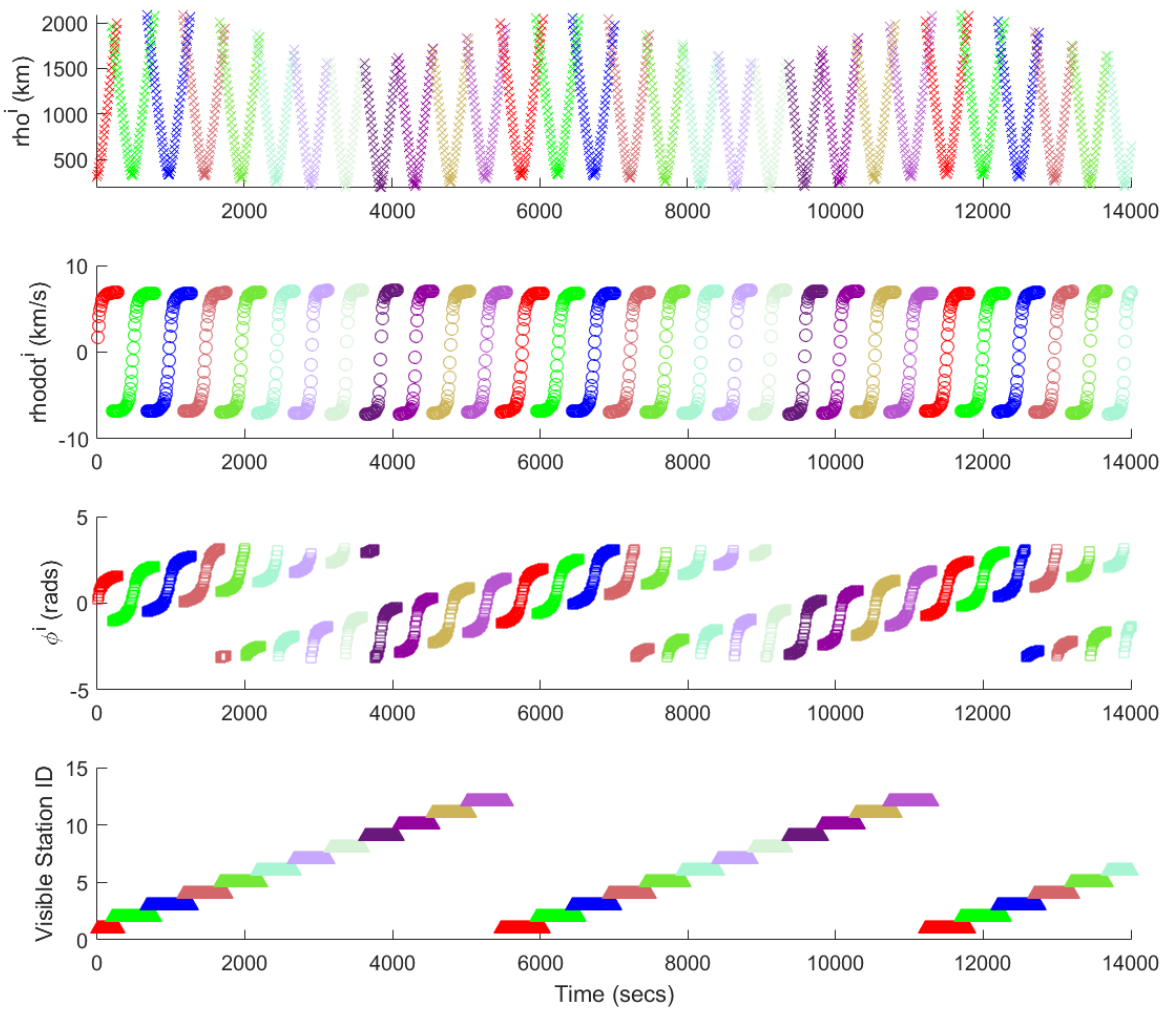 2000
1500
1000
500
rho^i (km)
2000 4000 6000 8000 10000 12000 14000
10
0
-10
rhodot^i (km/s)
0 2000 4000 6000 8000 10000 12000 14000
5
0
-5
ϕ^i (rads)
0 2000 4000 6000 8000 10000 12000 14000
15
10
5
0
Visible Station ID
0 2000 4000 6000 8000 10000 12000 14000
Time (secs)